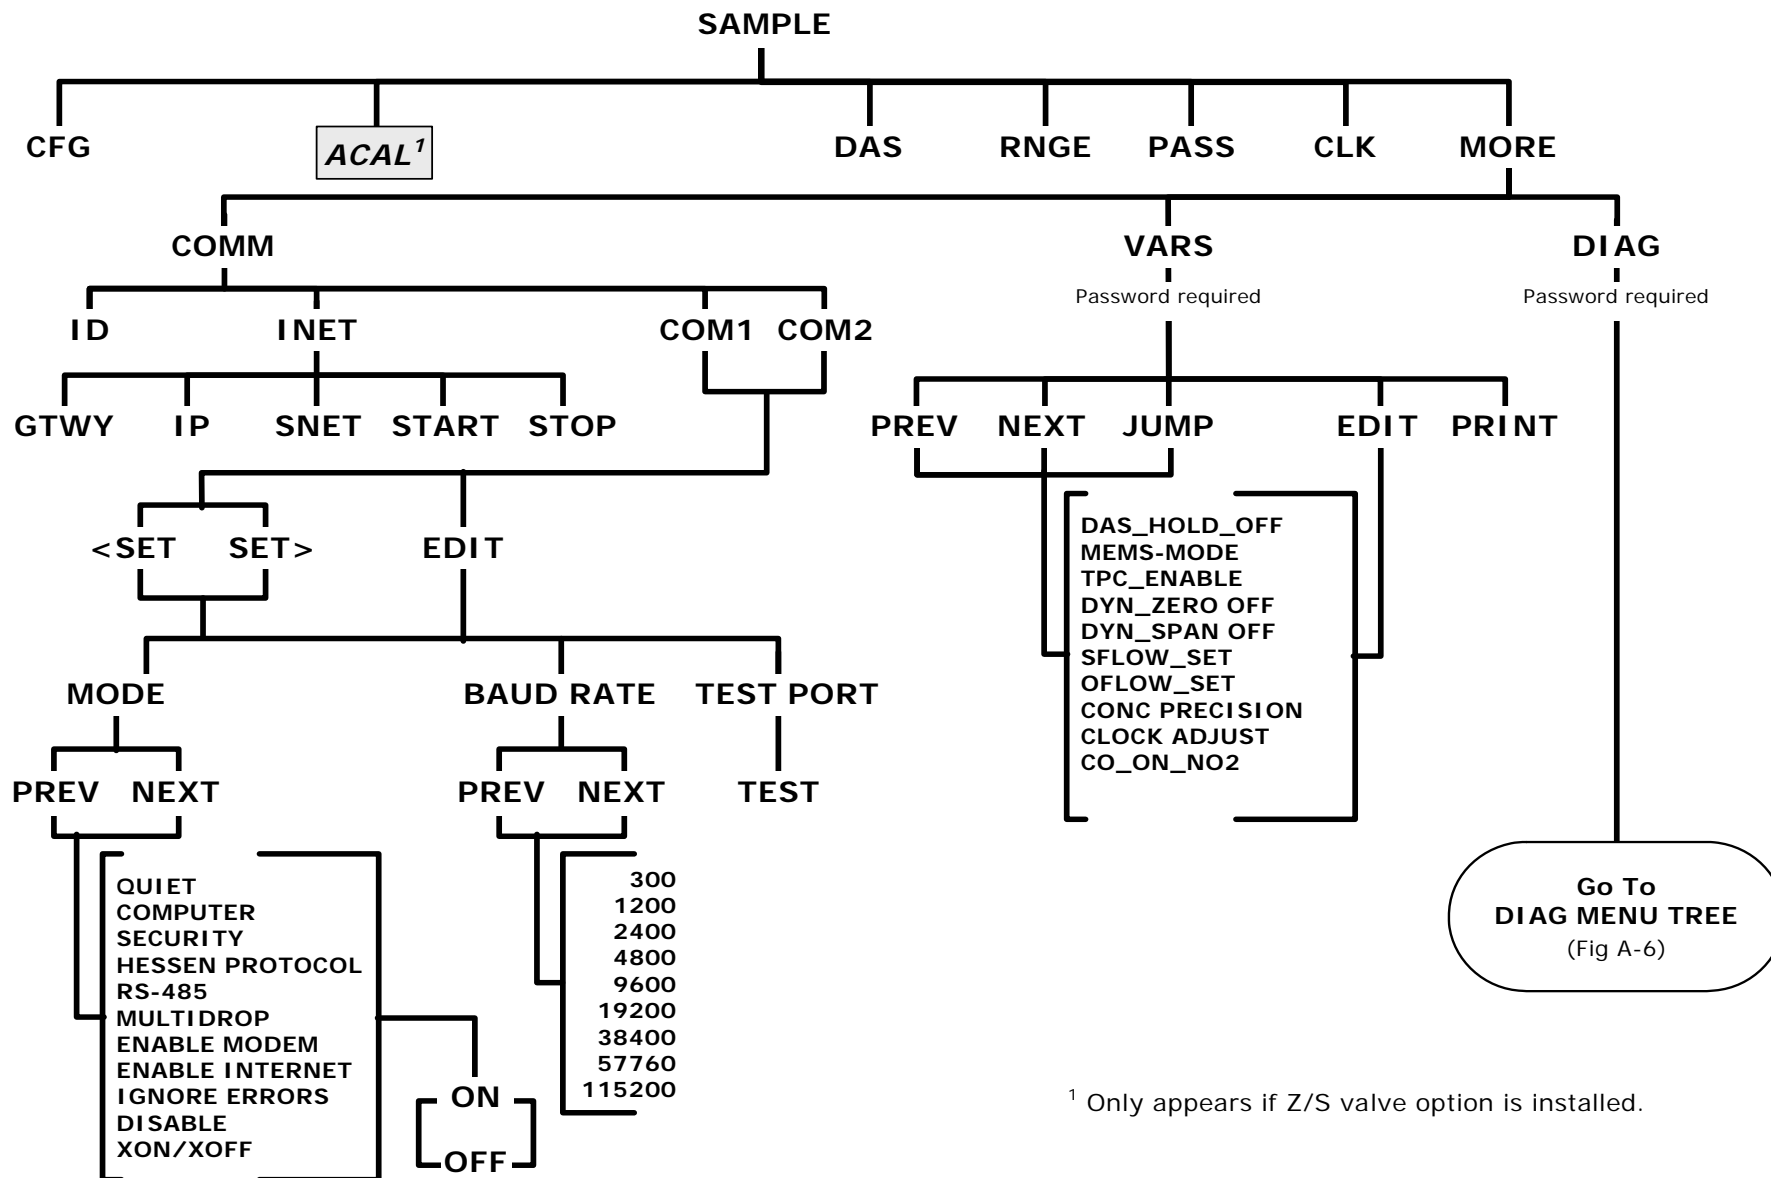 SAMPLE
CFG
ACAL¹
DAS
RNGE
PASS
CLK
MORE
COMM
VARS
DIAG
Password required
Password required
ID
INET
COM1
COM2
GTWY
IP
SNET
START
STOP
PREV
NEXT
JUMP
EDIT
PRINT
<SET
SET>
EDIT
DAS_HOLD_OFF
MEMS-MODE
TPC_ENABLE
DYN_ZERO OFF
DYN_SPAN OFF
SFLOW_SET
OFLOW_SET
CONC PRECISION
CLOCK ADJUST
CO_ON_NO2
MODE
BAUD RATE
TEST PORT
PREV
NEXT
PREV
NEXT
TEST
QUIET
COMPUTER
SECURITY
HESSEN PROTOCOL
RS-485
MULTIDROP
ENABLE MODEM
ENABLE INTERNET
IGNORE ERRORS
DISABLE
XON/XOFF
ON
OFF
300
1200
2400
4800
9600
19200
38400
57760
115200
Go To
DIAG MENU TREE
(Fig A-6)
¹ Only appears if Z/S valve option is installed.